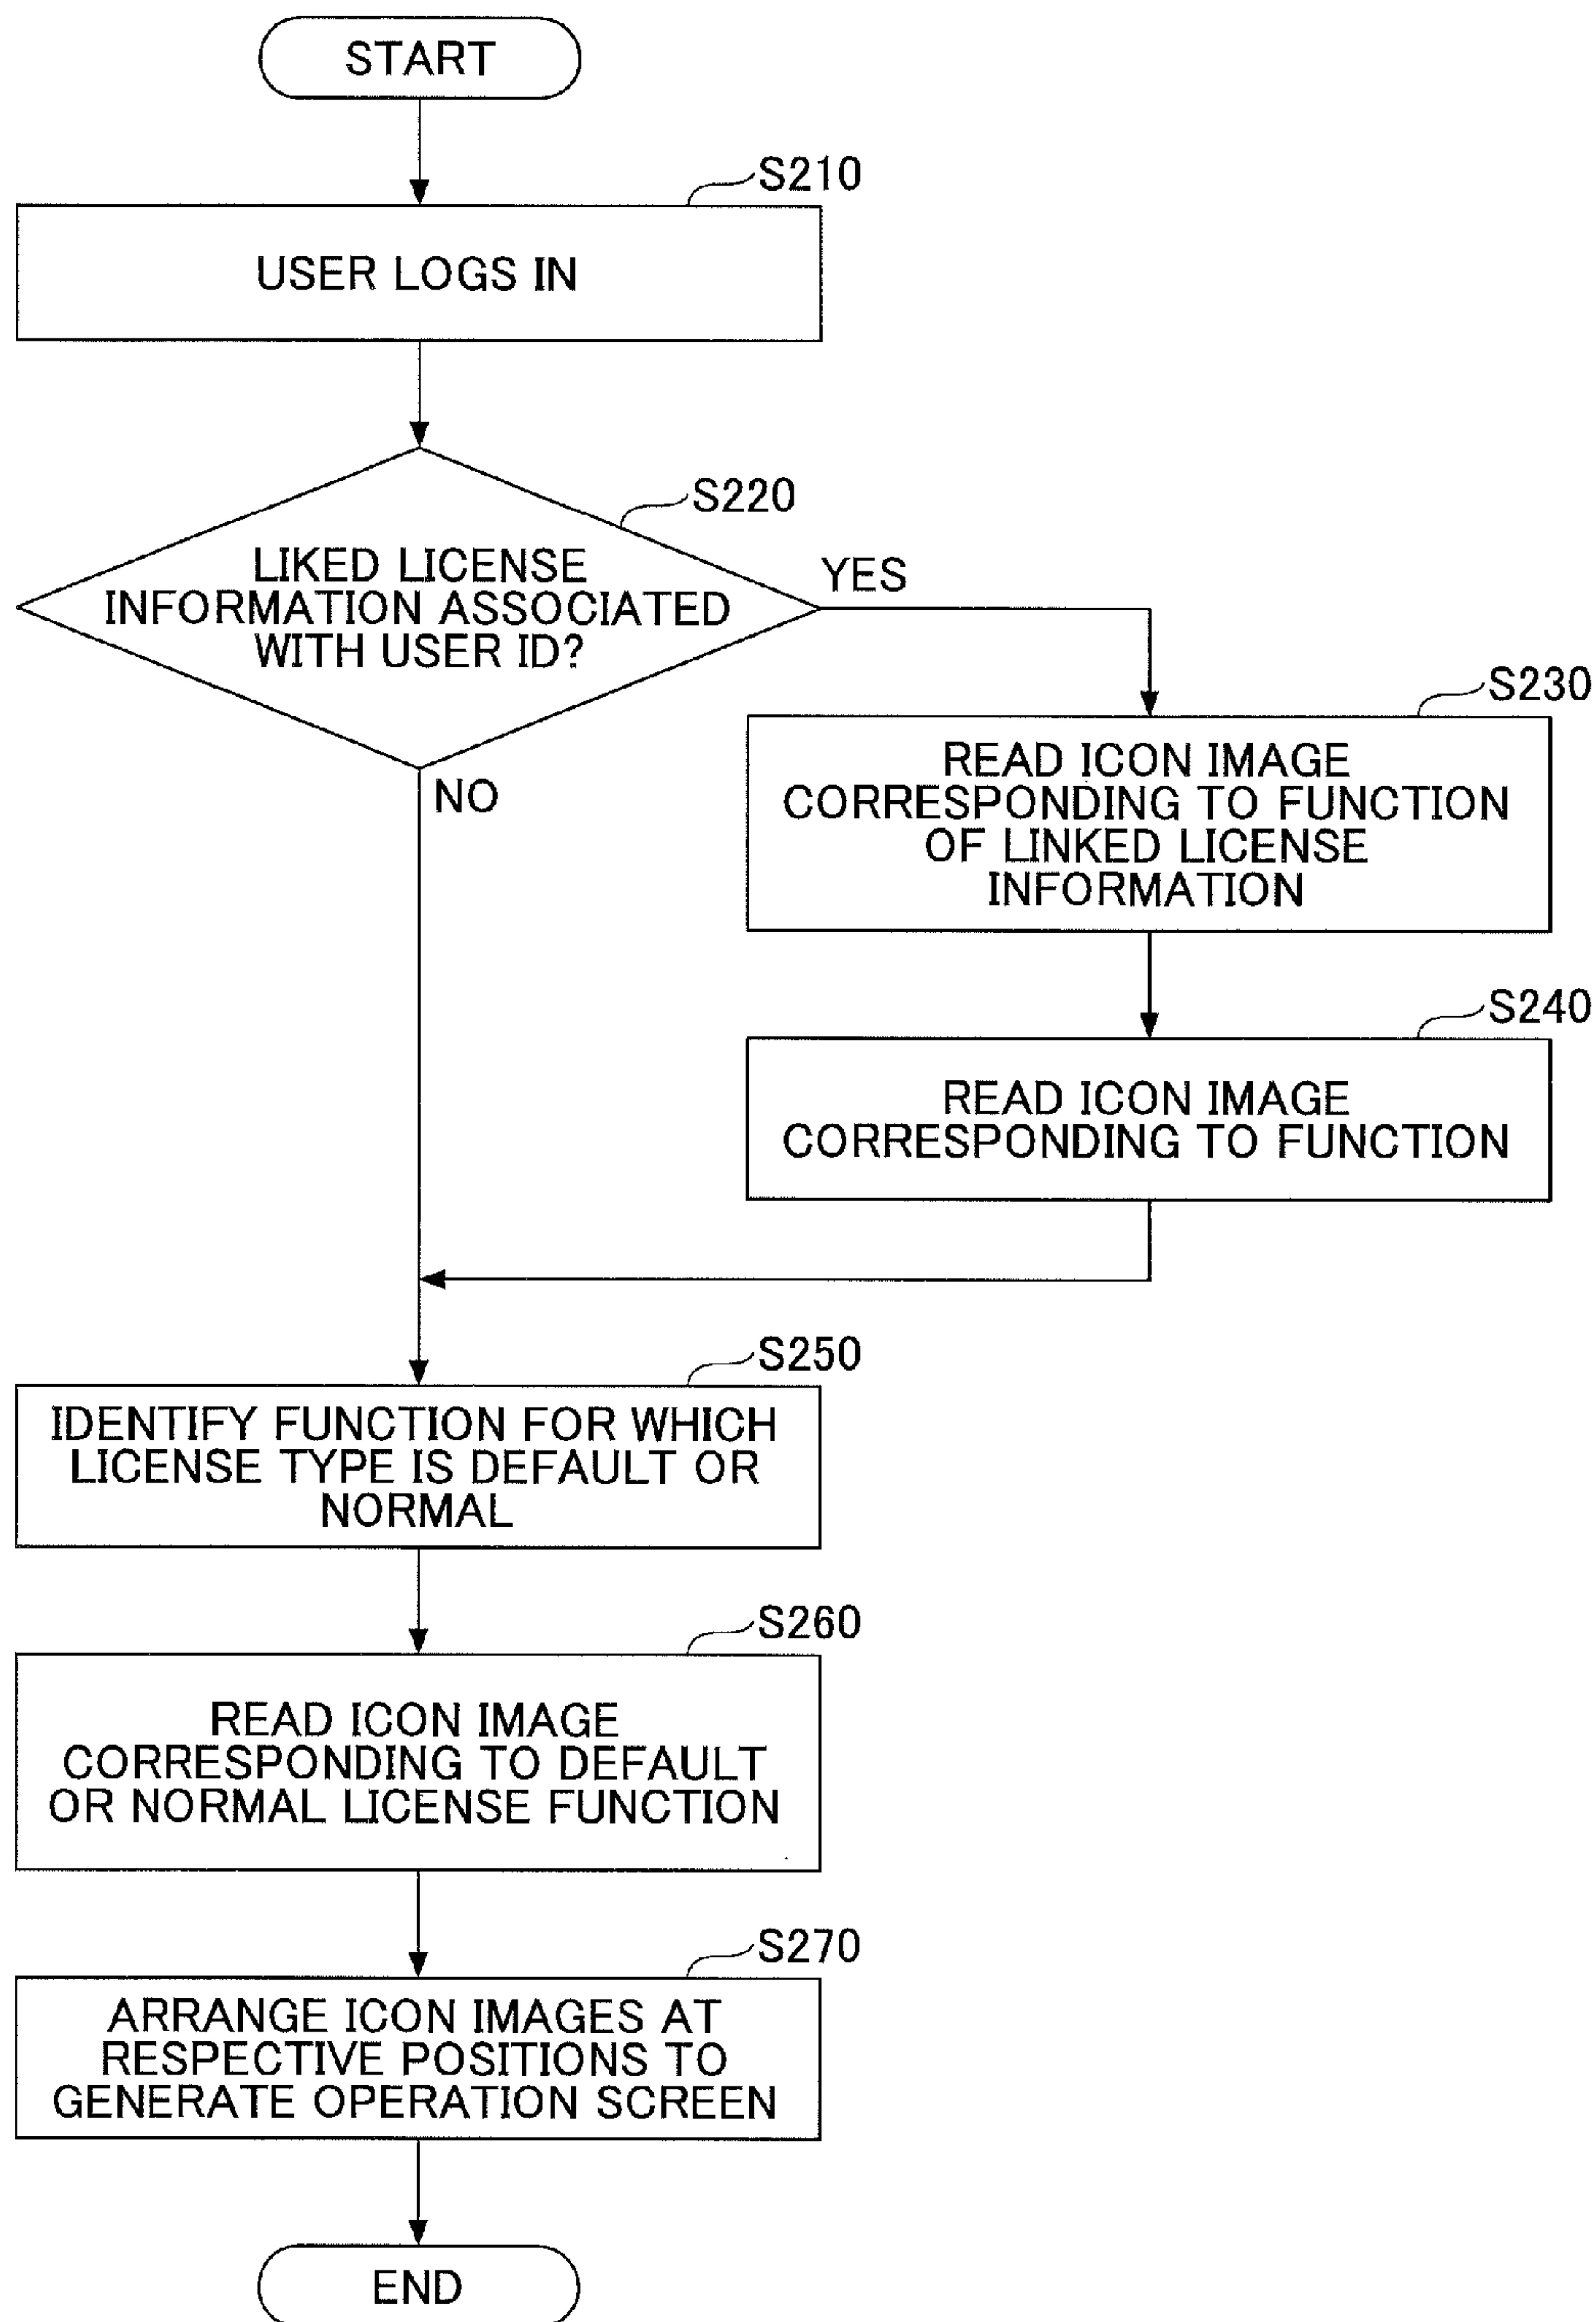 START
S210
USER LOGS IN
S220
LIKED LICENSE
INFORMATION ASSOCIATED
WITH USER ID?
YES
NO
S230
READ ICON IMAGE
CORRESPONDING TO FUNCTION
OF LINKED LICENSE
INFORMATION
S240
READ ICON IMAGE
CORRESPONDING TO FUNCTION
S250
IDENTIFY FUNCTION FOR WHICH
LICENSE TYPE IS DEFAULT OR
NORMAL
S260
READ ICON IMAGE
CORRESPONDING TO DEFAULT
OR NORMAL LICENSE FUNCTION
S270
ARRANGE ICON IMAGES AT
RESPECTIVE POSITIONS TO
GENERATE OPERATION SCREEN
END